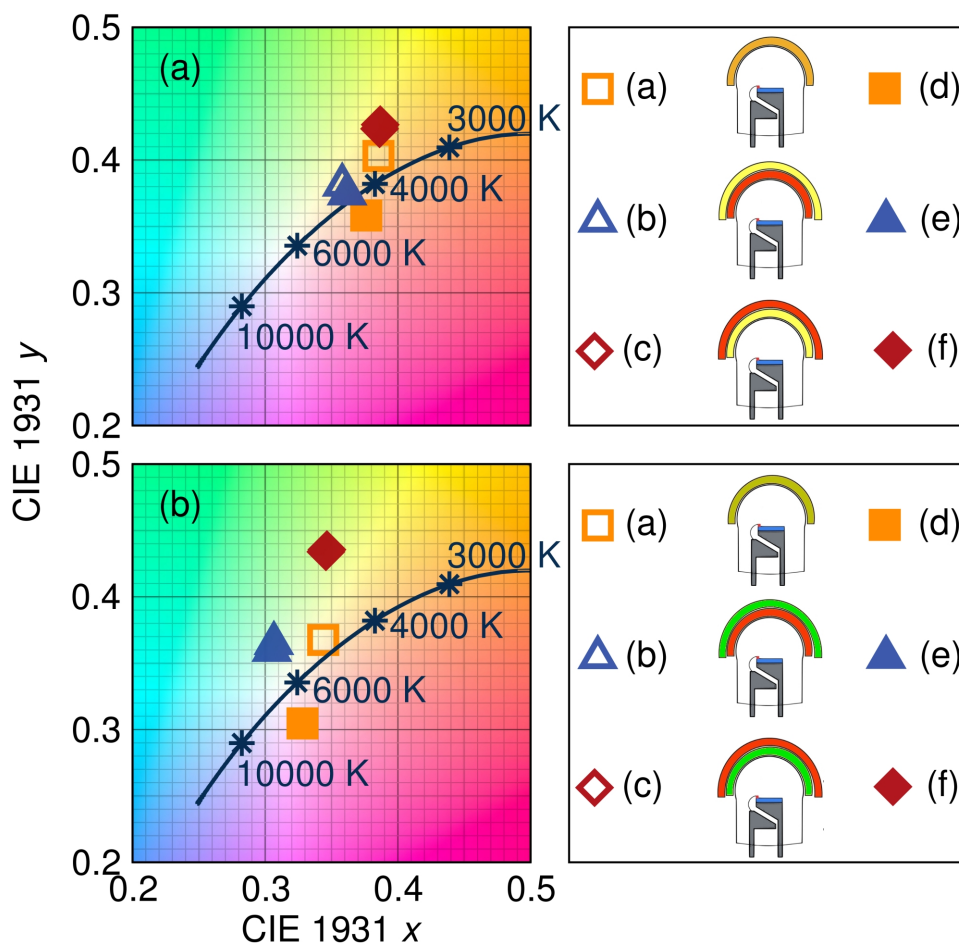 0.5
(a)
3000 K
0.4
4000 K
6000 K
0.3
10000 K
0.2
(a)
(d)
(b)
(e)
(c)
(f)
CIE 1931 y
0.5
(b)
3000 K
0.4
4000 K
6000 K
0.3
10000 K
0.2
0.2 0.3 0.4 0.5
CIE 1931 x
(a)
(d)
(b)
(e)
(c)
(f)